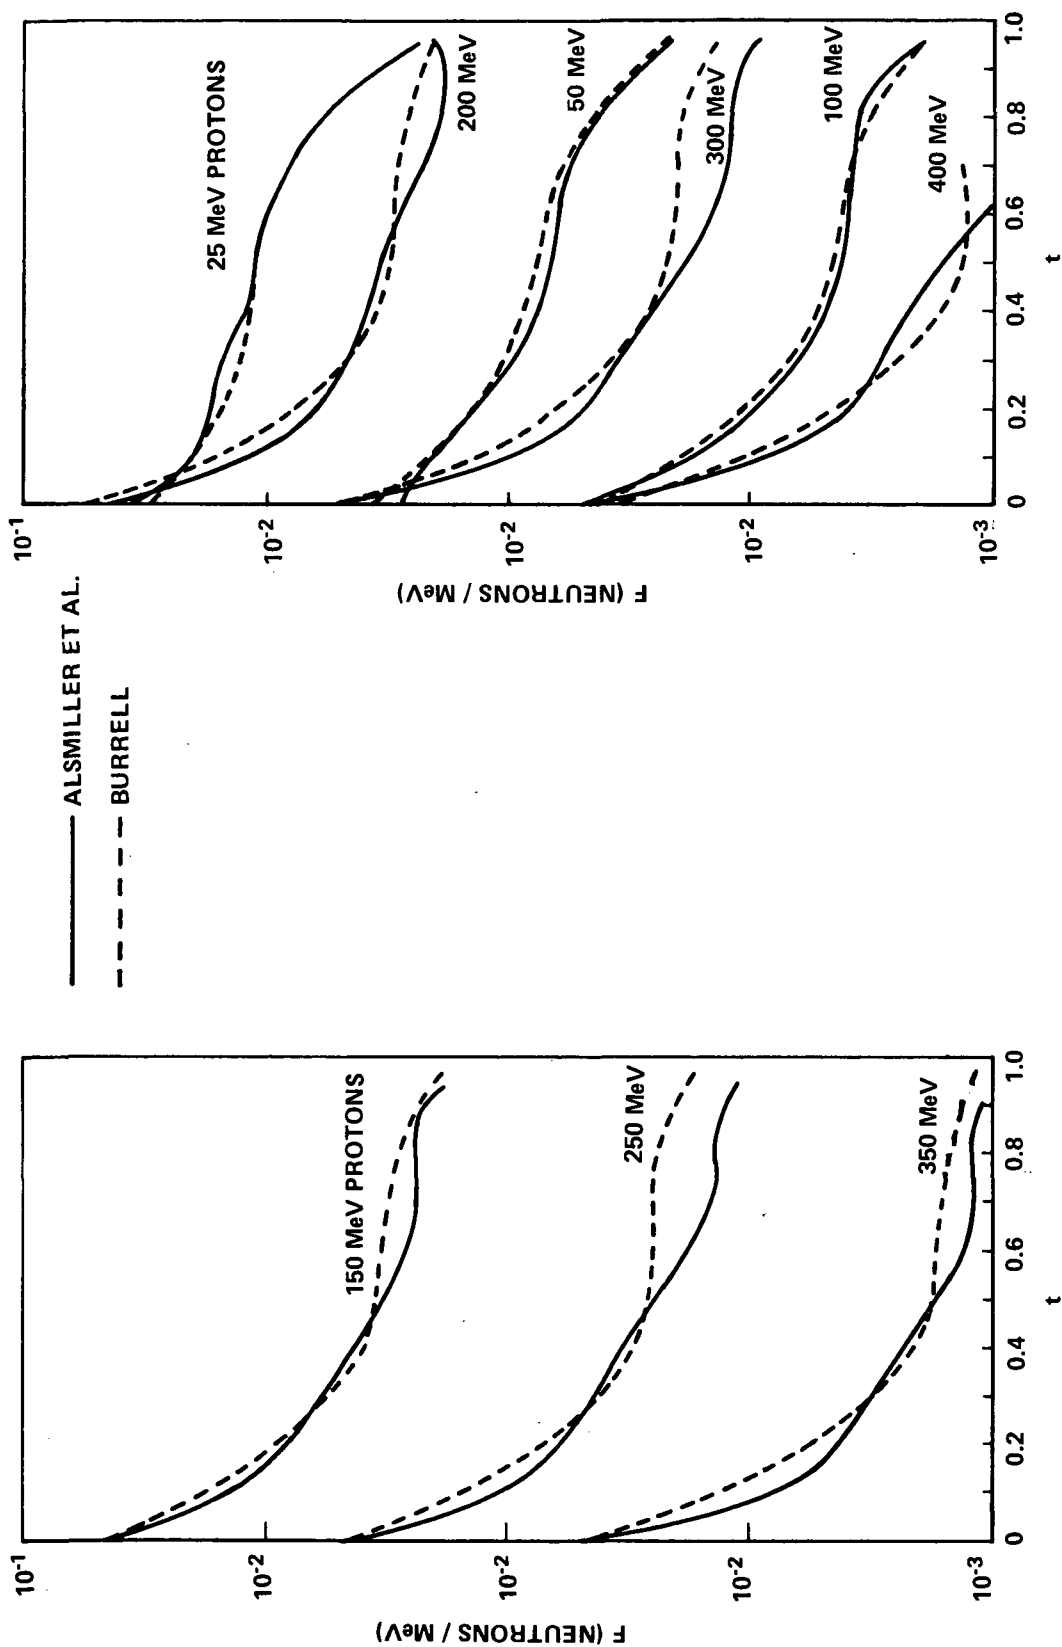 ALSMILLER ET AL.
BURRELL
F (NEUTRONS / MeV)
10-1
10-2
10-2
10-2
10-3
150 MeV PROTONS
250 MeV
350 MeV
0
0.2
0.4
0.6
0.8
1.0
t
F (NEUTRONS / MeV)
10-1
10-2
10-2
10-2
10-3
25 MeV PROTONS
200 MeV
50 MeV
300 MeV
100 MeV
400 MeV
0
0.2
0.4
0.6
0.8
1.0
t